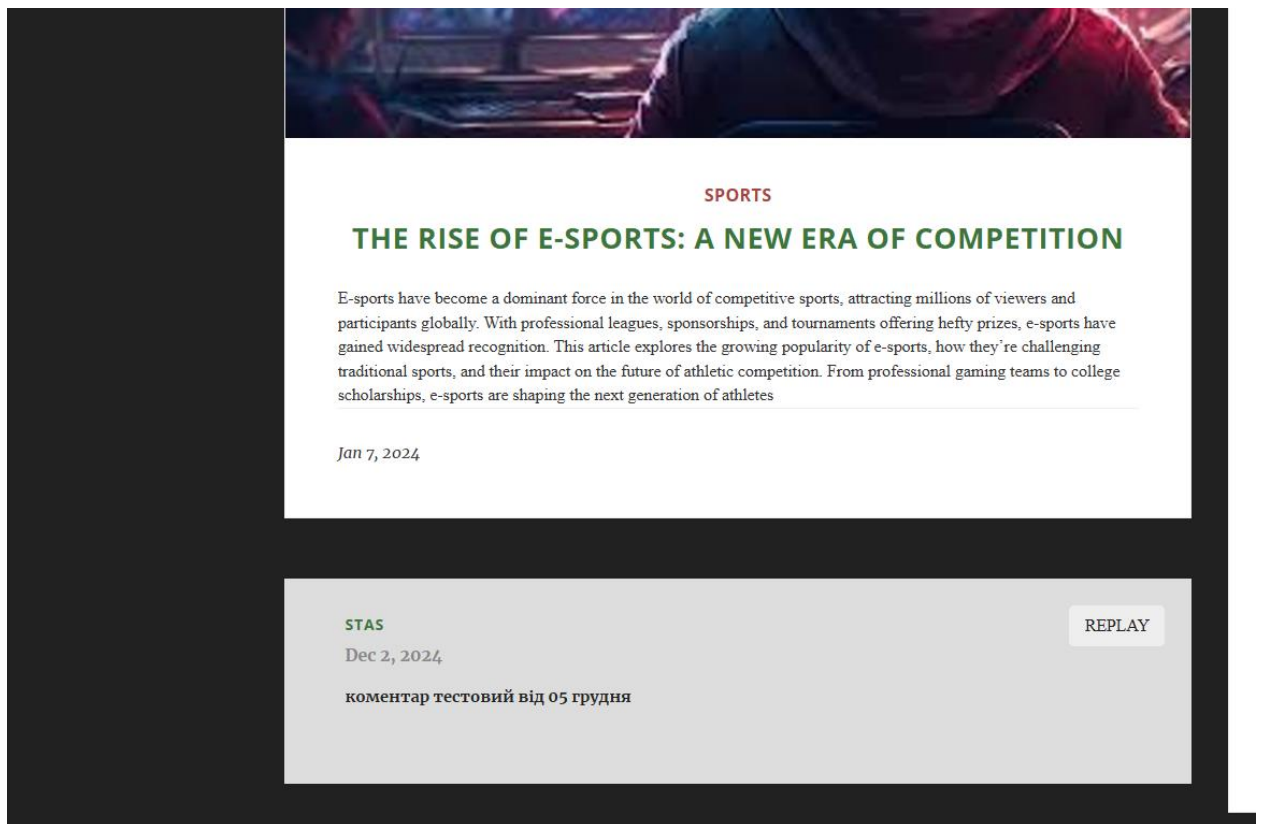 SPORTS
THE RISE OF E-SPORTS: A NEW ERA OF COMPETITION
E-sports have become a dominant force in the world of competitive sports, attracting millions of viewers and
participants globally. With professional leagues, sponsorships, and tournaments offering hefty prizes, e-sports have
gained widespread recognition. This article explores the growing popularity of e-sports, how they’re challenging
traditional sports, and their impact on the future of athletic competition. From professional gaming teams to college
scholarships, e-sports are shaping the next generation of athletes
Jan 7, 2024
STAS
REPLAY
Dec 2, 2024
коментар тестовий від 05 грудня